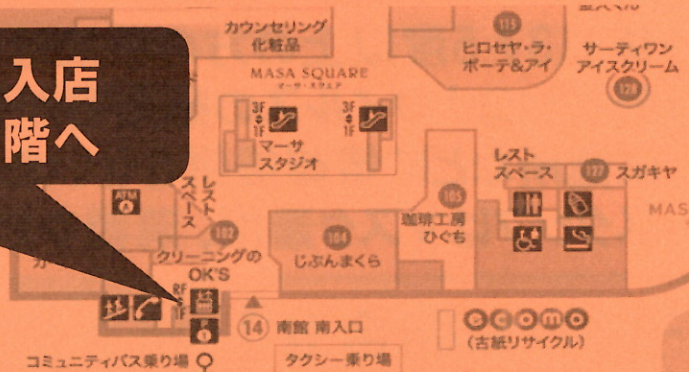 入店
階へ
カウンセリング
化粧品
113
ヒロセヤ・ラ・
ボーテ&アイ
サーティワン
アイスクリーム
128
MASA SQUARE
マーサ・スクエア
3F
1F
3F
1F
マーサ
スタジオ
レスト
スペース
127 スガキヤ
MAS
ATM
レスト
スペース
102
クリーニングの
OK'S
104
じぶんまくら
105
珈琲工房
ひぐち
RF
1F
P
14 南館 南入口
ecomo
(古紙リサイクル)
コミュニティバス乗り場
タクシー乗り場